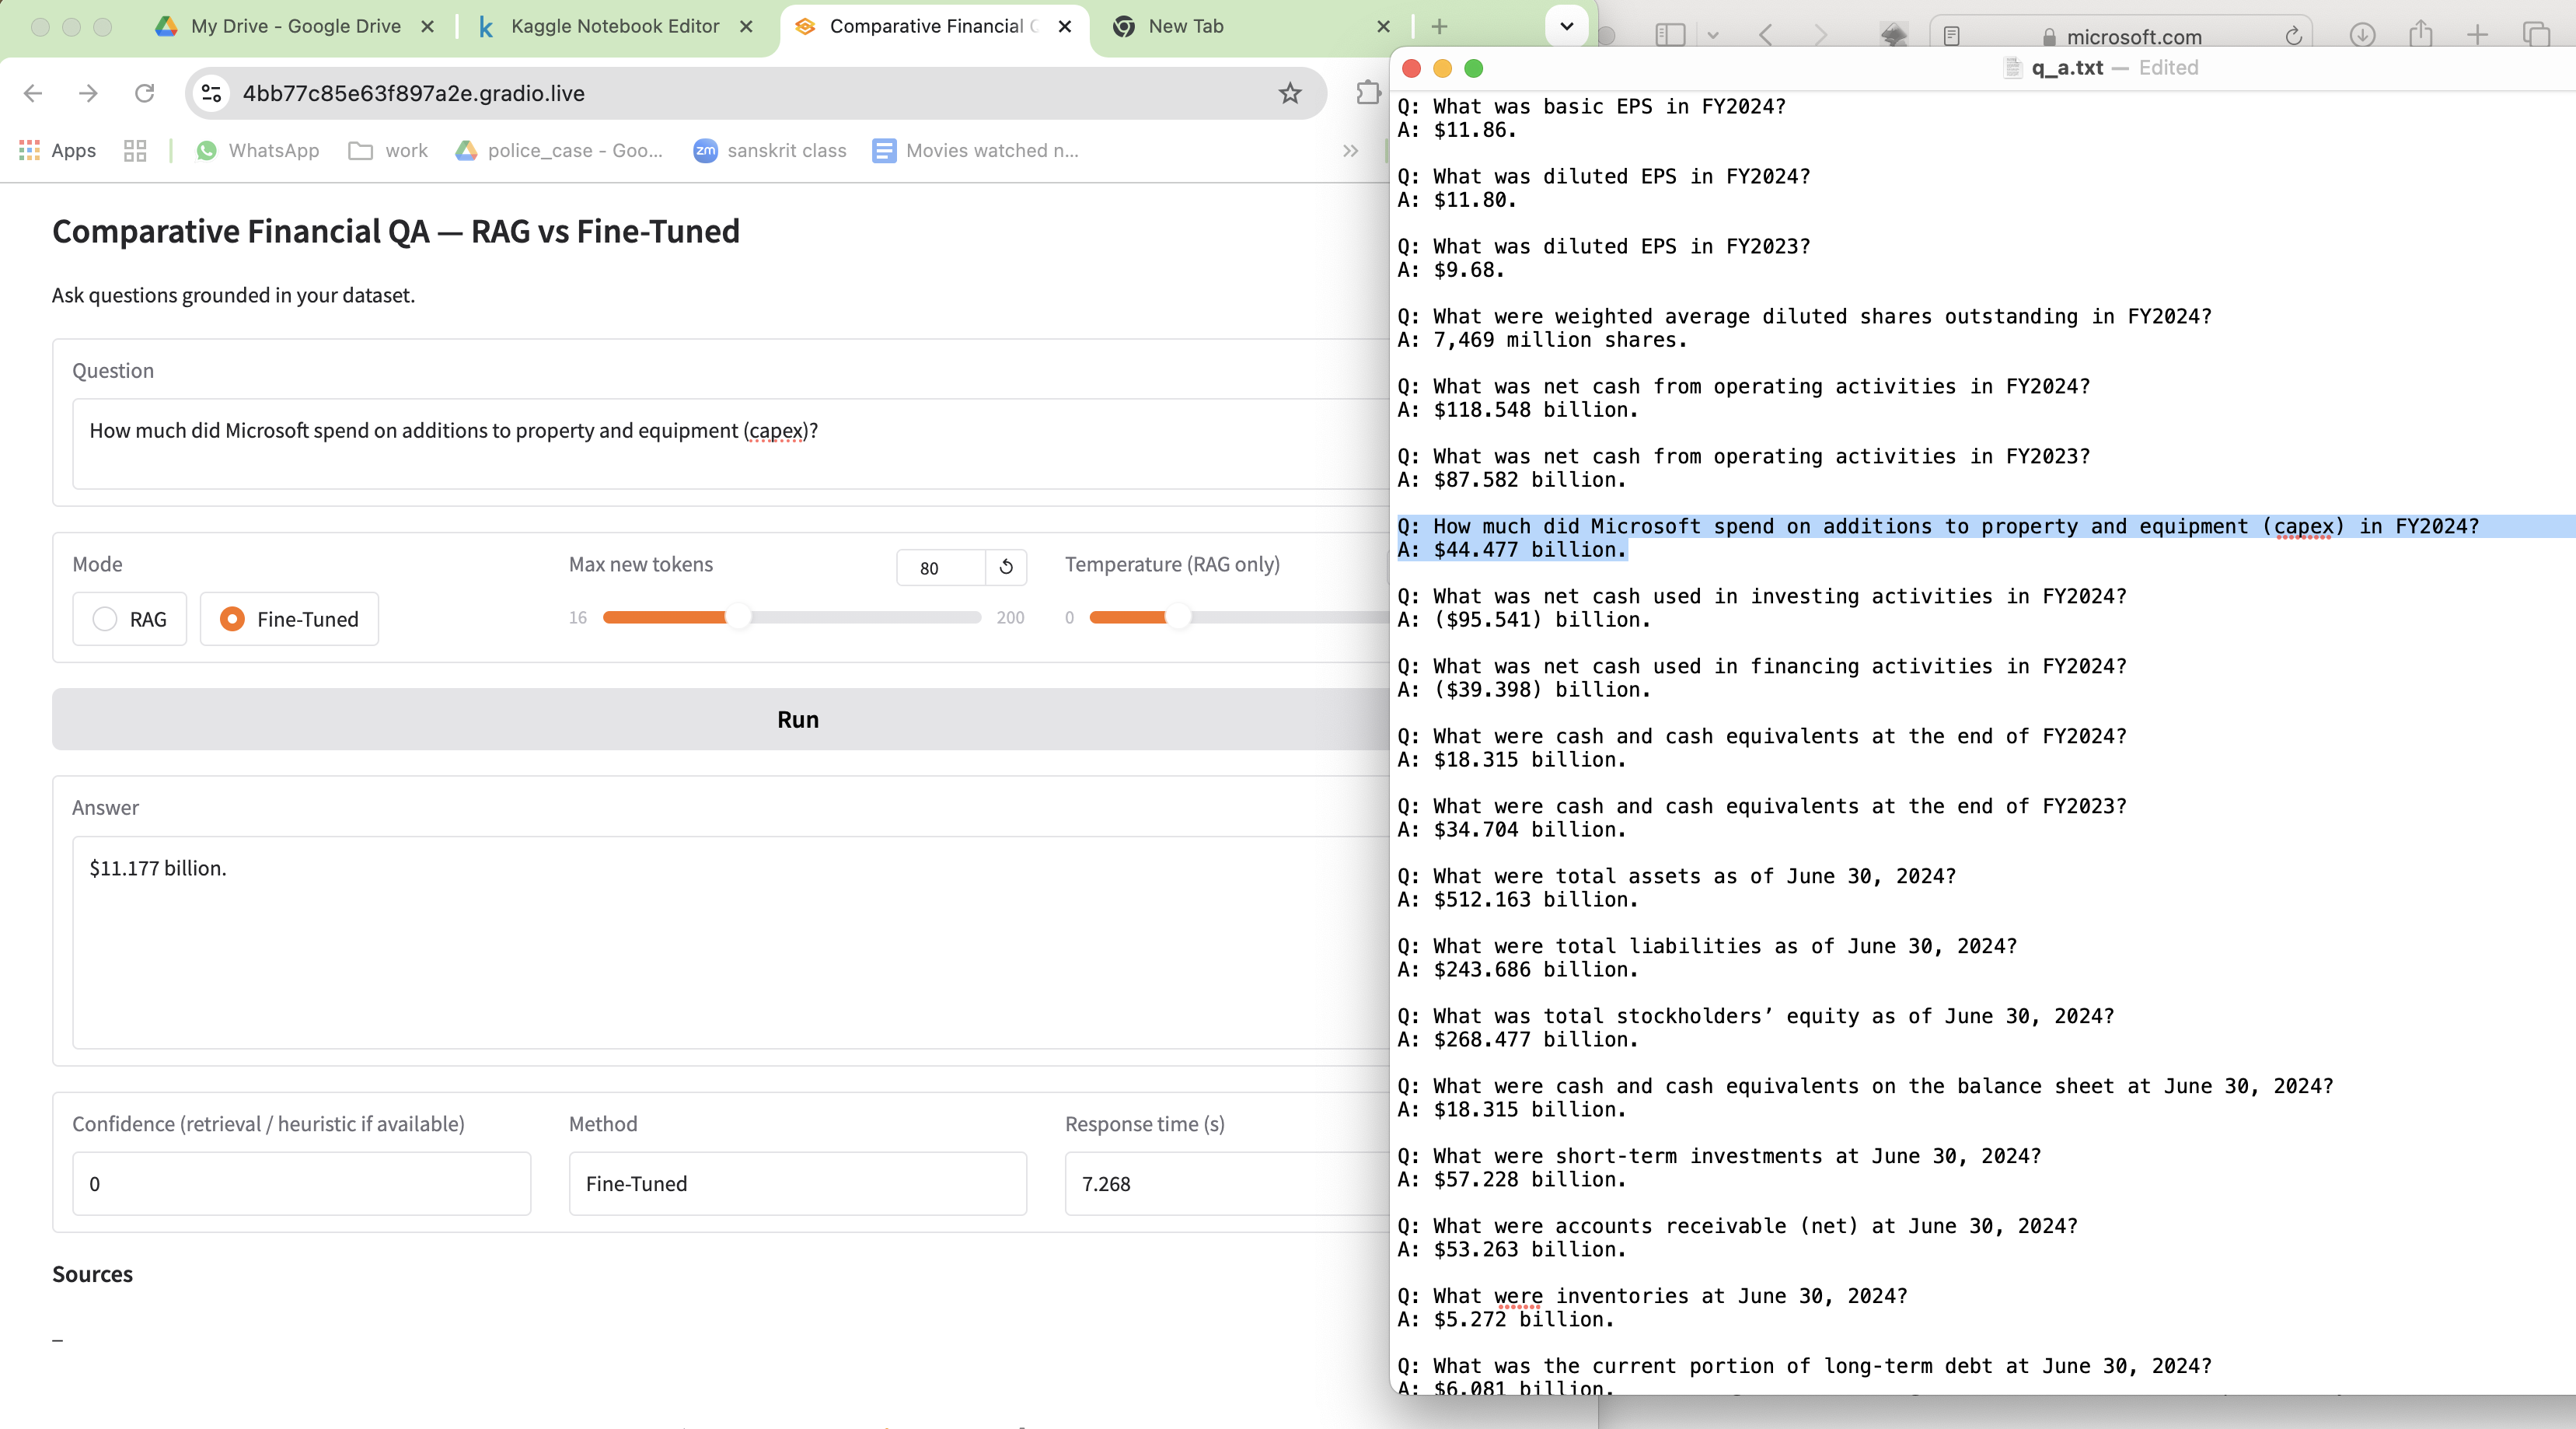 My Drive - Google Drive
Kaggle Notebook Editor
Comparative Financial
New Tab
4bb77c85e63f897a2e.gradio.live
Apps
WhatsApp
work
police_case - Goo...
zm
sanskrit class
Movies watched n...
Comparative Financial QA — RAG vs Fine-Tuned
Ask questions grounded in your dataset.
Question
How much did Microsoft spend on additions to property and equipment (capex)?
Mode
RAG
Fine-Tuned
Max new tokens
80
16
200
Temperature (RAG only)
0
Run
Answer
$11.177 billion.
Confidence (retrieval / heuristic if available)
0
Method
Fine-Tuned
Response time (s)
7.268
Sources
–
microsoft.com
q_a.txt — Edited
Q: What was basic EPS in FY2024?
A: $11.86.
Q: What was diluted EPS in FY2024?
A: $11.80.
Q: What was diluted EPS in FY2023?
A: $9.68.
Q: What were weighted average diluted shares outstanding in FY2024?
A: 7,469 million shares.
Q: What was net cash from operating activities in FY2024?
A: $118.548 billion.
Q: What was net cash from operating activities in FY2023?
A: $87.582 billion.
Q: How much did Microsoft spend on additions to property and equipment (capex) in FY2024?
A: $44.477 billion.
Q: What was net cash used in investing activities in FY2024?
A: ($95.541) billion.
Q: What was net cash used in financing activities in FY2024?
A: ($39.398) billion.
Q: What were cash and cash equivalents at the end of FY2024?
A: $18.315 billion.
Q: What were cash and cash equivalents at the end of FY2023?
A: $34.704 billion.
Q: What were total assets as of June 30, 2024?
A: $512.163 billion.
Q: What were total liabilities as of June 30, 2024?
A: $243.686 billion.
Q: What was total stockholders’ equity as of June 30, 2024?
A: $268.477 billion.
Q: What were cash and cash equivalents on the balance sheet at June 30, 2024?
A: $18.315 billion.
Q: What were short-term investments at June 30, 2024?
A: $57.228 billion.
Q: What were accounts receivable (net) at June 30, 2024?
A: $53.263 billion.
Q: What were inventories at June 30, 2024?
A: $5.272 billion.
Q: What was the current portion of long-term debt at June 30, 2024?
A: $6.081 billion.